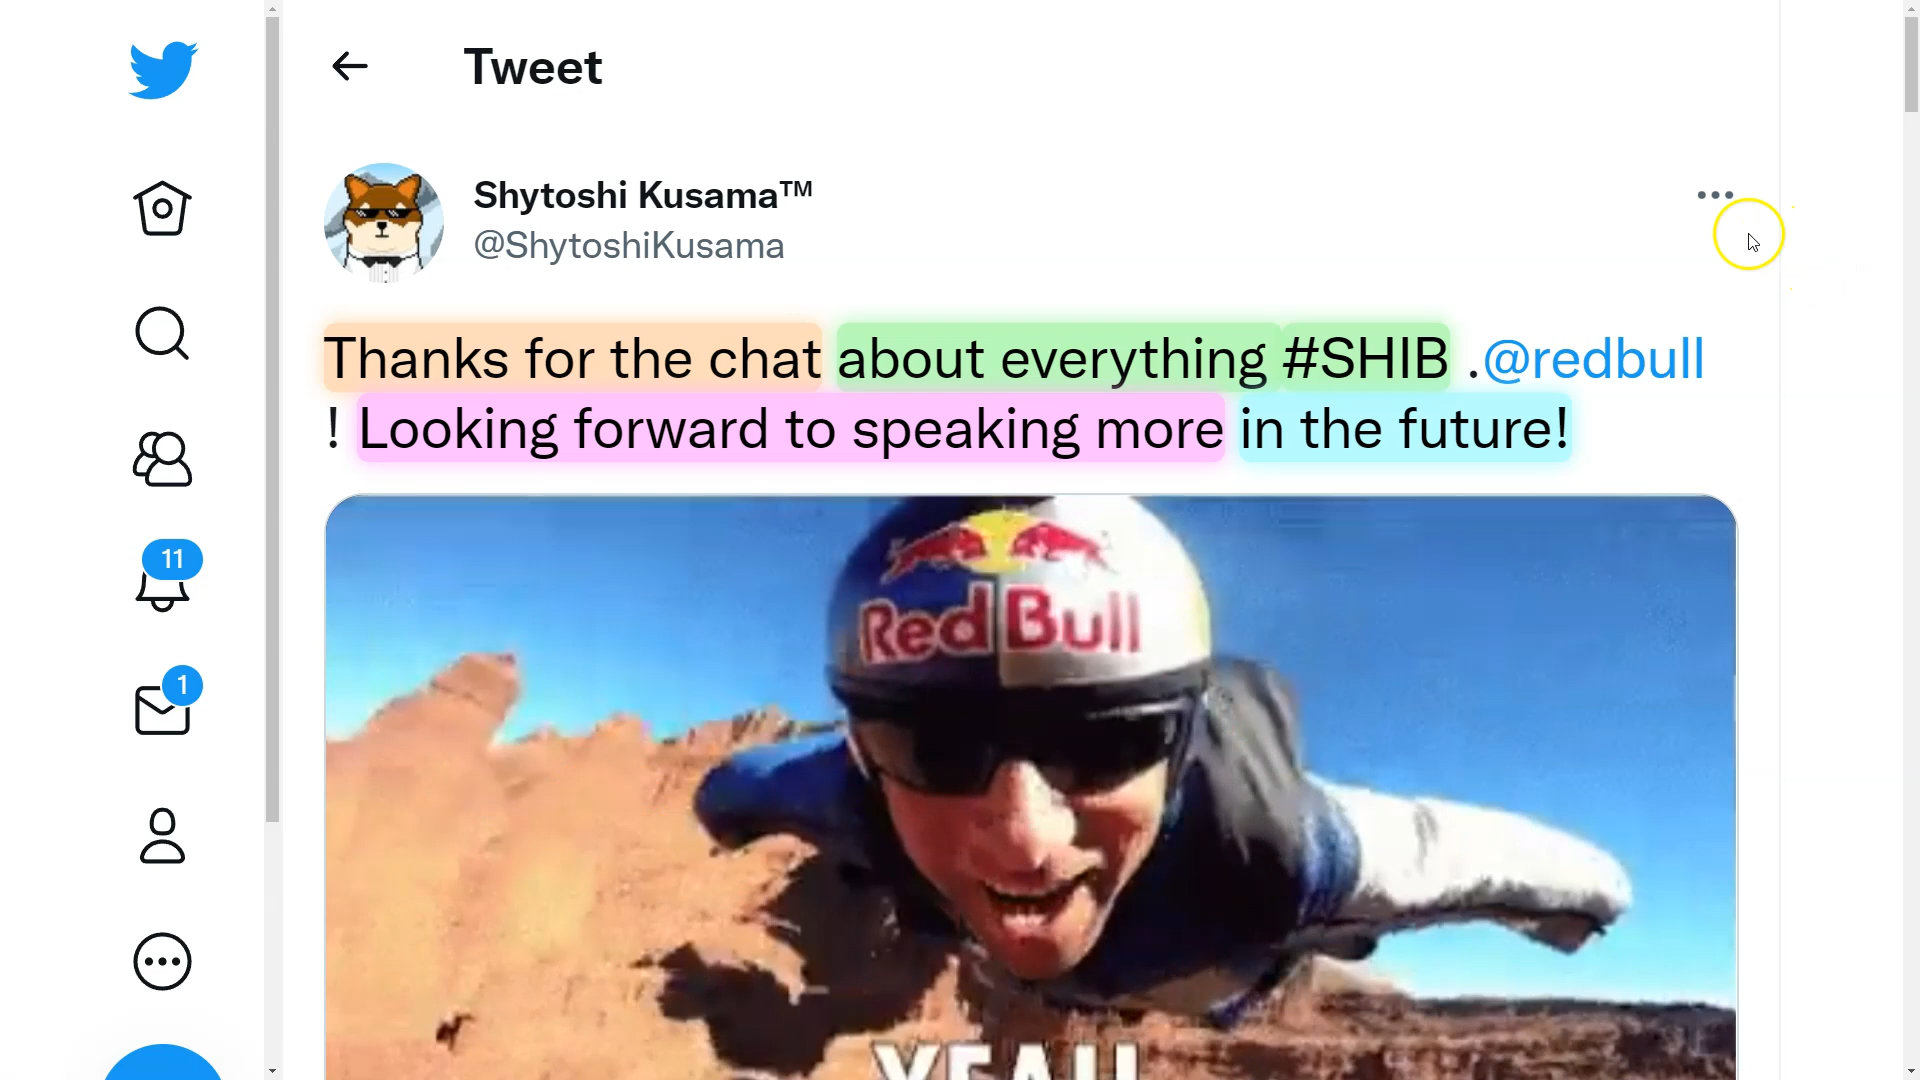 Tweet
Shytoshi Kusama™
@ShytoshiKusama
Thanks for the chat about everything #SHIB .@redbull
! Looking forward to speaking more in the future!
11
1
Red Bull
YEAH